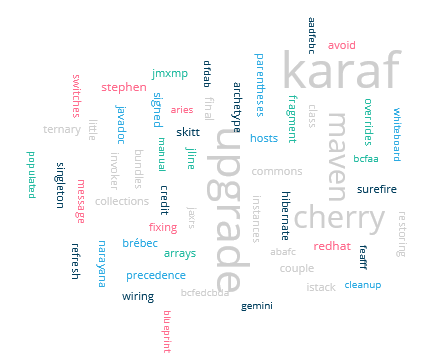 aadfebc
avoid
karaf
parentheses
dfdab
jmxmp
switches
stephen
archetype
signed
final
aries
fragment
class
overrides
whiteboard
javadoc
little
ternary
skitt
hosts
maven
upgrade
manual
jline
bcfaa
populated
singleton
invoker
bundles
commons
message
credit
surefire
collections
jaxrs
instances
hibernate
cherry
restoring
fixing
redhat
refresh
narayana
brébec
arrays
abafc
feafff
precedence
couple
wiring
bcfedcbda
istack
cleanup
gemini
blueprint